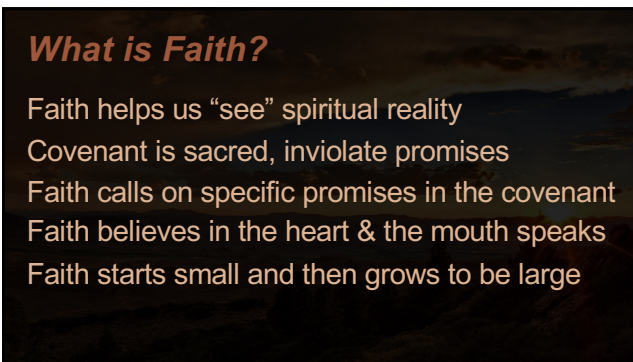 What is Faith?
Faith helps us “see” spiritual reality
Covenant is sacred, inviolate promises
Faith calls on specific promises in the covenant
Faith believes in the heart & the mouth speaks
Faith starts small and then grows to be large